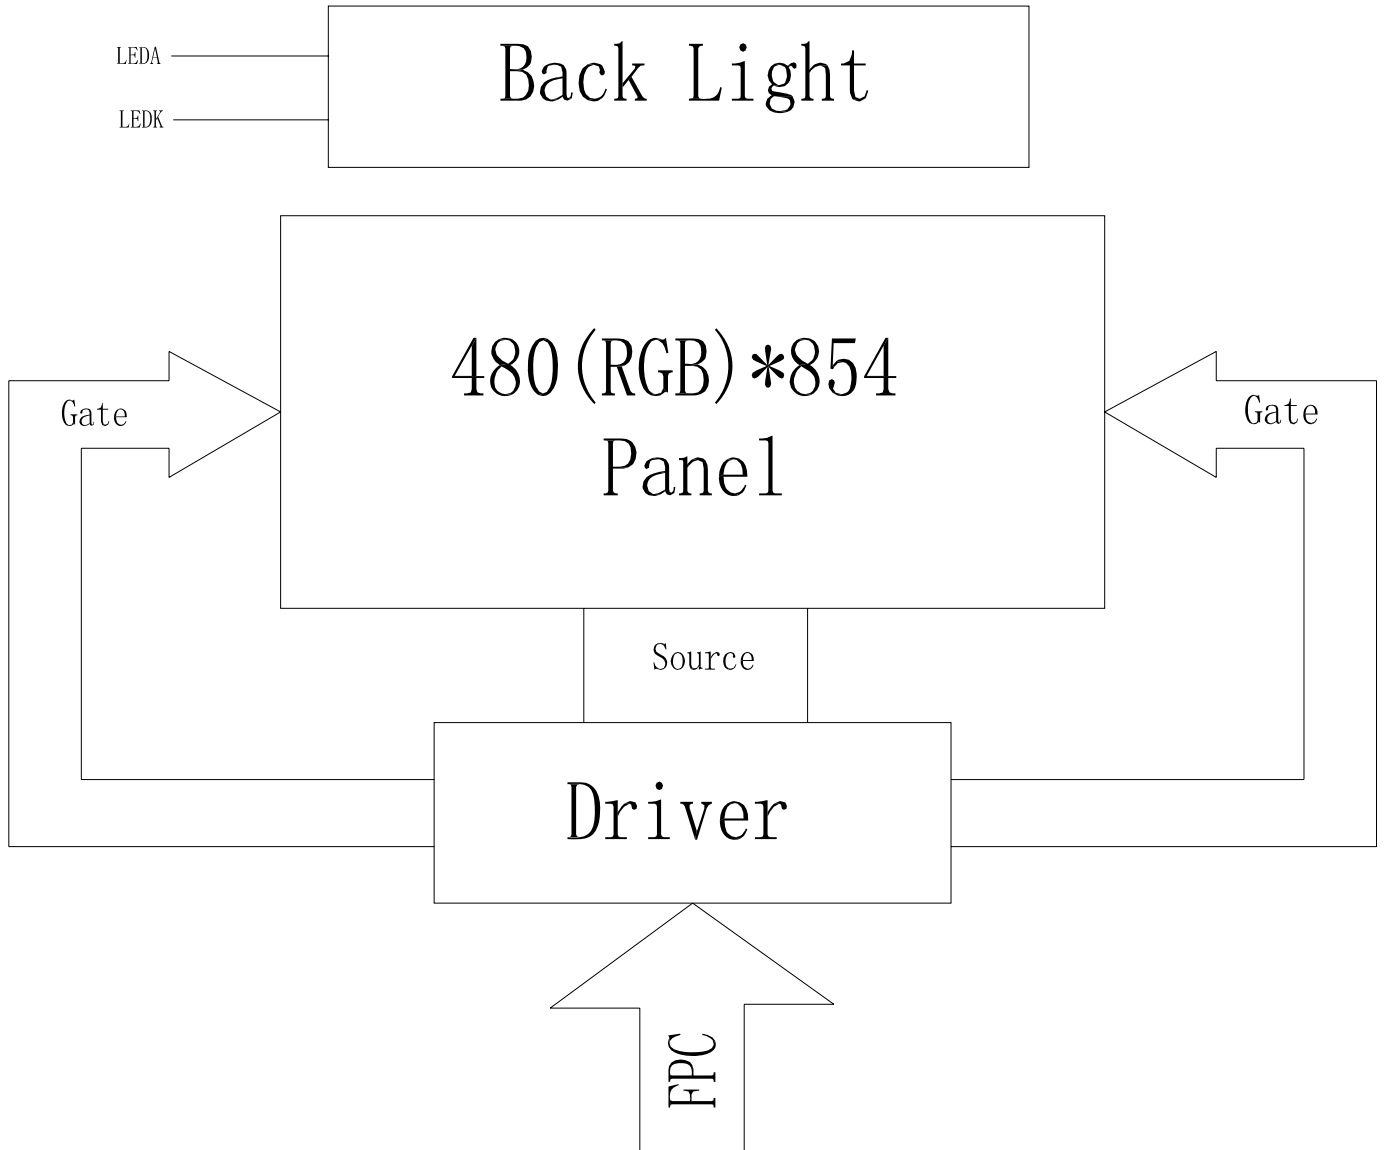 LEDA
Back Light
LEDK
480(RGB)*854
Panel
Gate
Gate
Source
Driver
FPC